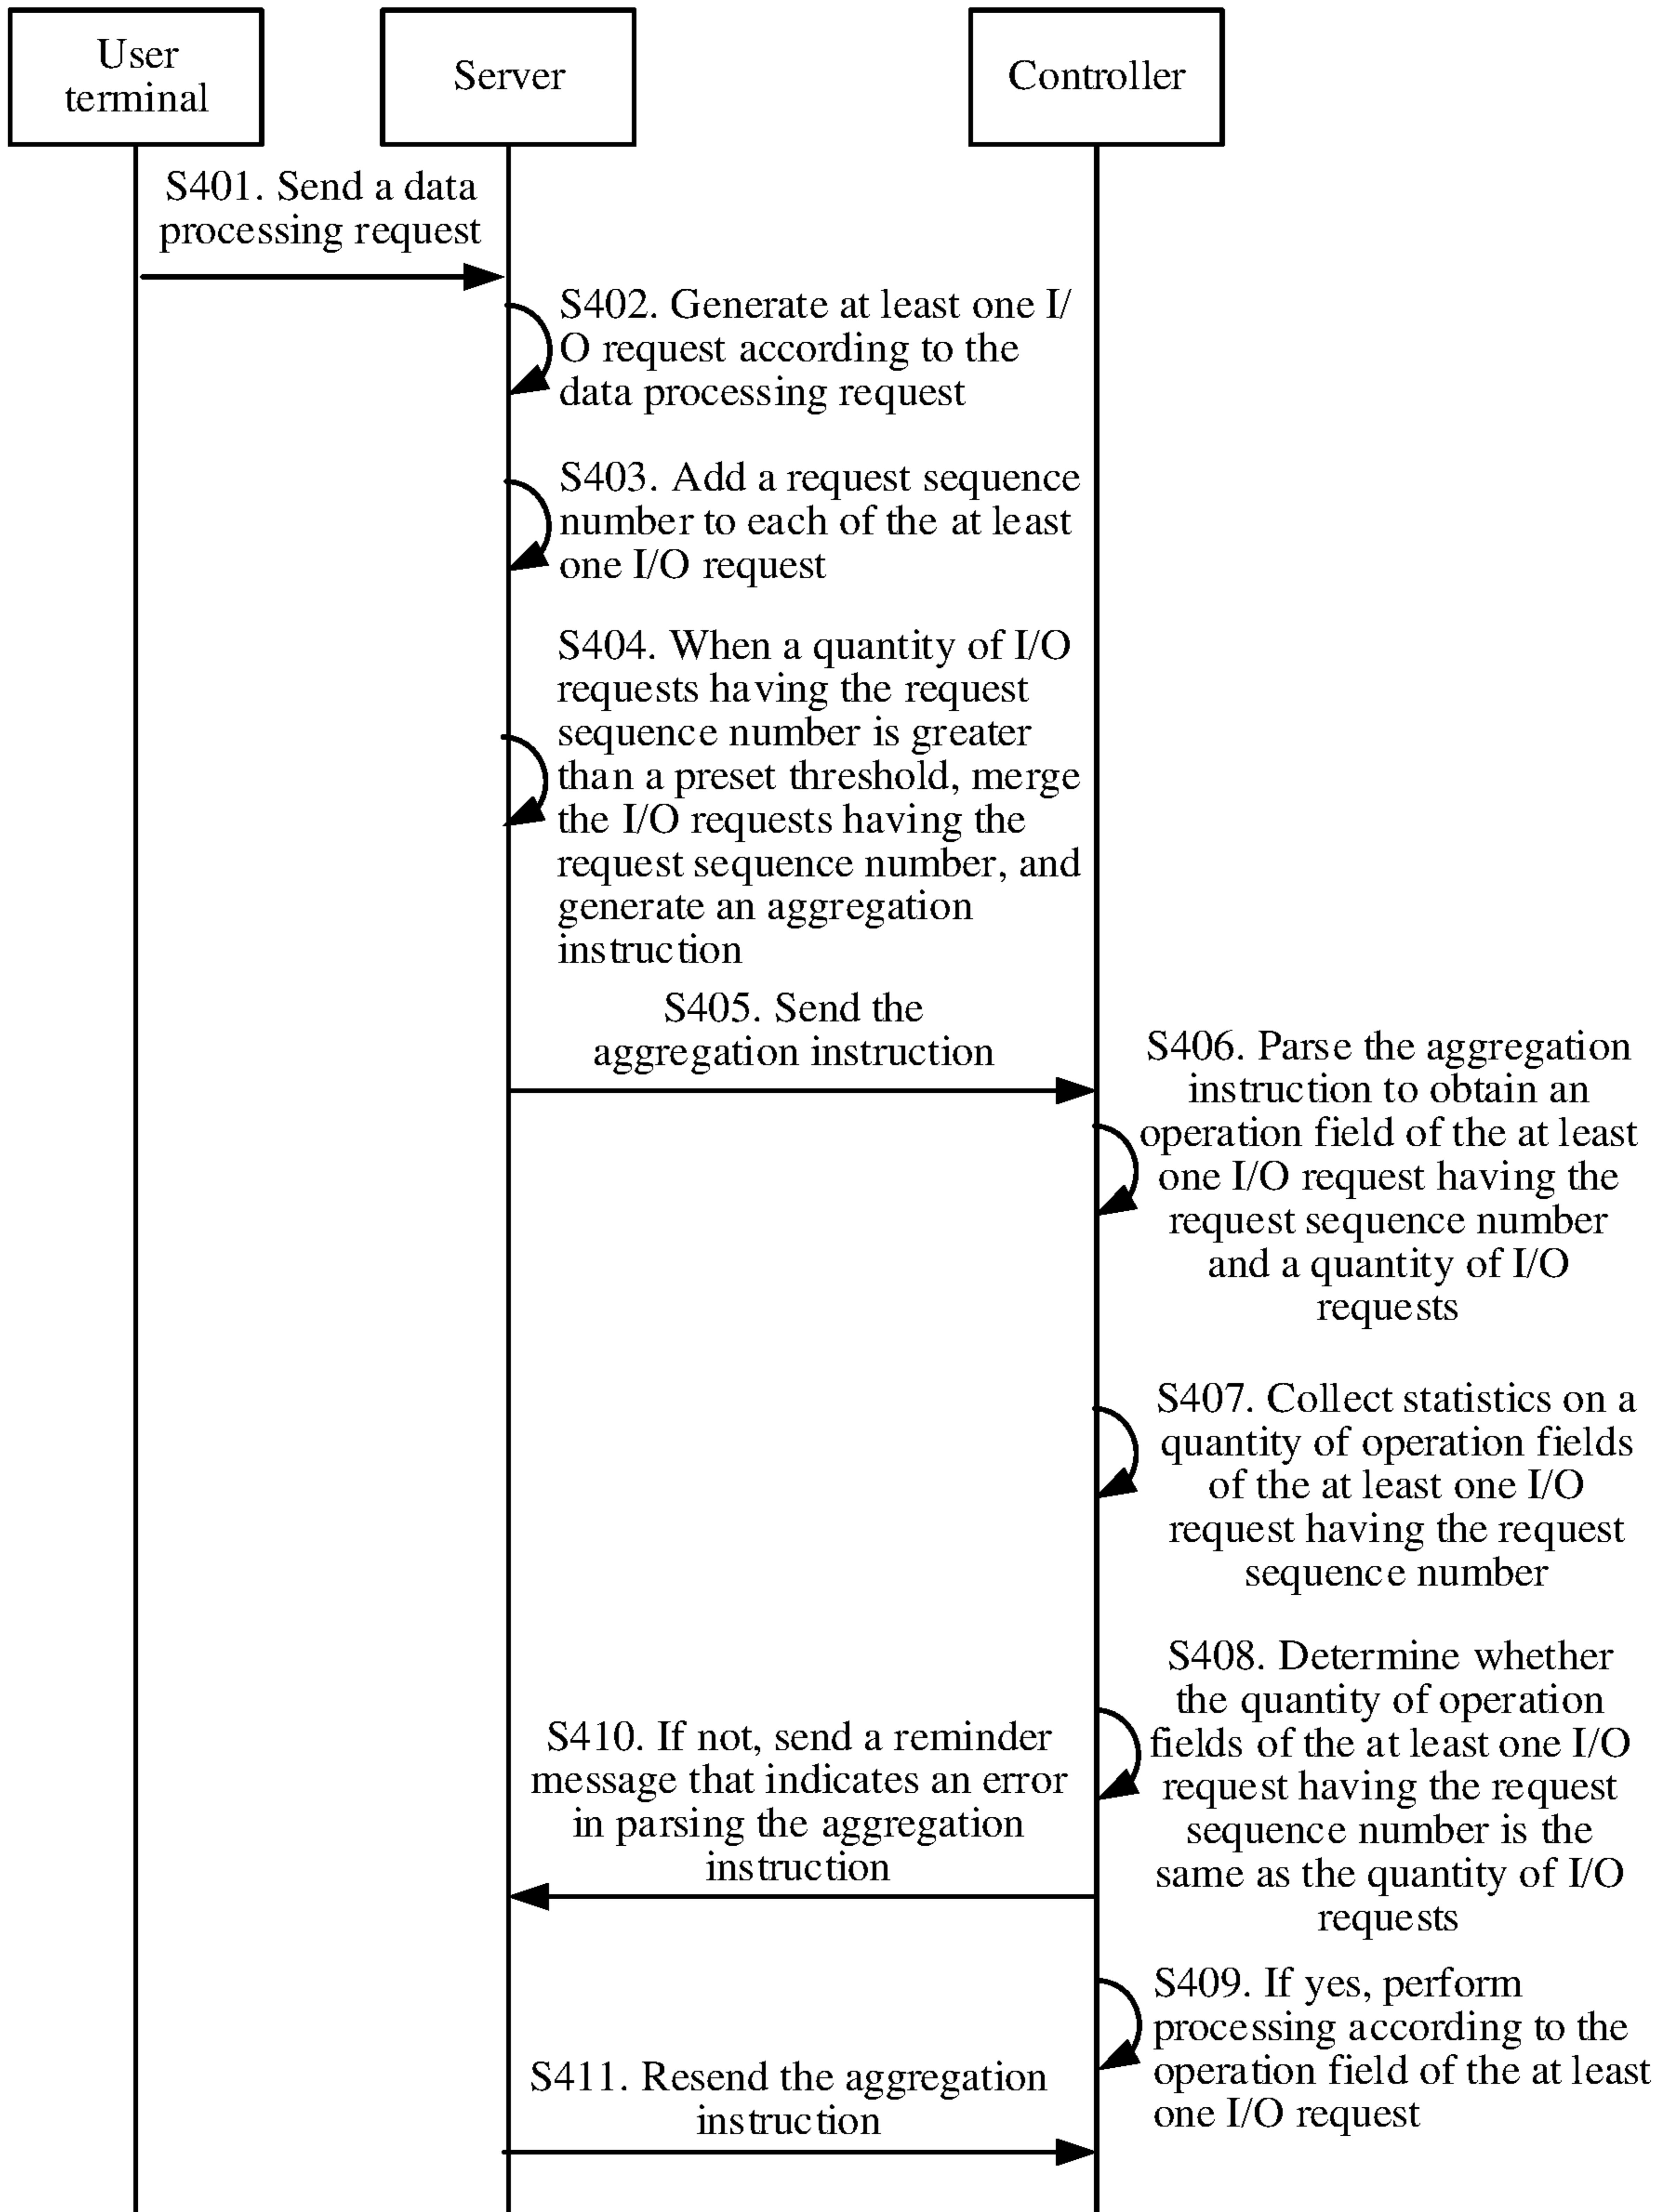 User
terminal
Server
Controller
S401. Send a data
processing request
S402. Generate at least one I/
O request according to the
data processing request
S403. Add a request sequence
number to each of the at least
one I/O request
S404. When a quantity of I/O
requests having the request
sequence number is greater
than a preset threshold, merge
the I/O requests having the
request sequence number, and
generate an aggregation
instruction
S405. Send the
aggregation instruction
S406. Parse the aggregation
instruction to obtain an
operation field of the at least
one I/O request having the
request sequence number
and a quantity of I/O
requests
S407. Collect statistics on a
quantity of operation fields
of the at least one I/O
request having the request
sequence number
S408. Determine whether
the quantity of operation
fields of the at least one I/O
request having the request
sequence number is the
same as the quantity of I/O
requests
S410. If not, send a reminder
message that indicates an error
in parsing the aggregation
instruction
S409. If yes, perform
processing according to the
operation field of the at least
one I/O request
S411. Resend the aggregation
instruction